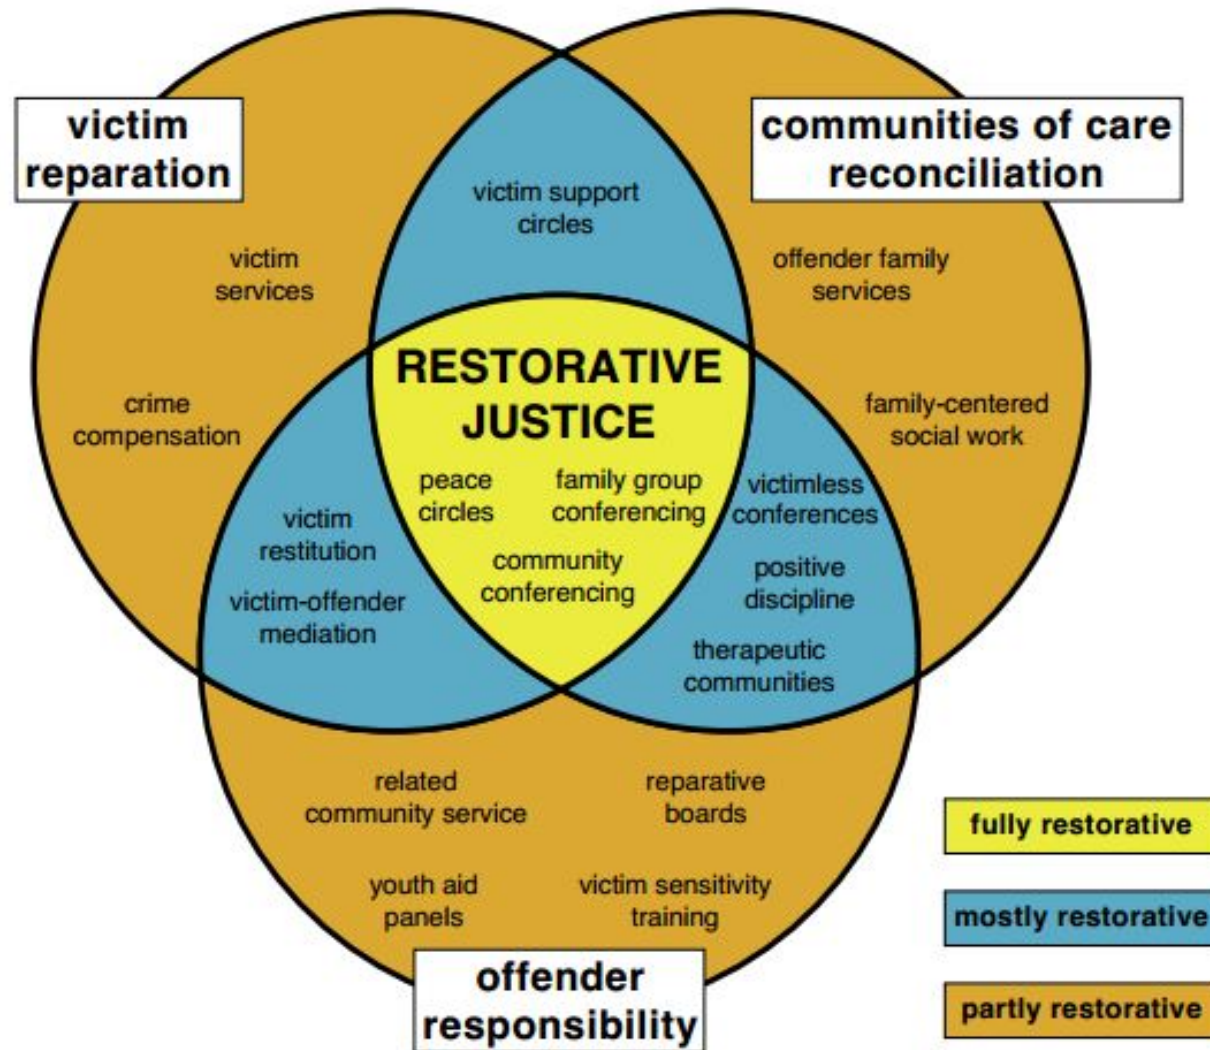 victim
reparation
communities of care
reconciliation
victim support
circles
victim
services
offender family
services
RESTORATIVE
JUSTICE
crime
compensation
family-centered
social work
peace
circles
family group
conferencing
victimless
conferences
victim
restitution
community
conferencing
positive
discipline
victim-offender
mediation
therapeutic
communities
related
community service
reparative
boards
youth aid
panels
victim sensitivity
training
offender
responsibility
fully restorative
mostly restorative
partly restorative